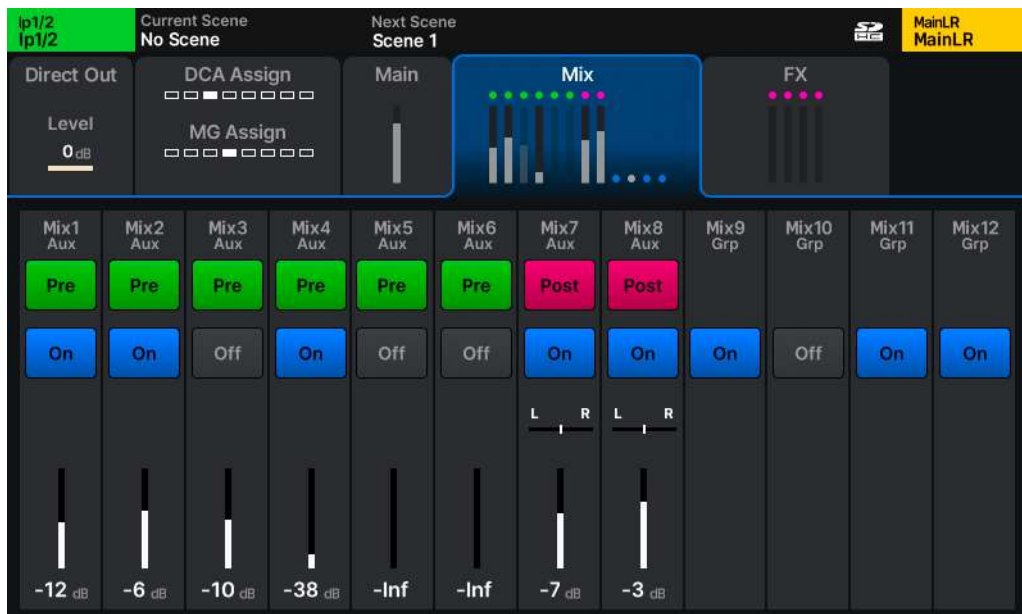 Ip1/2
Ip1/2
Current Scene
No Scene
Next Scene
Scene 1
SD HC
MainLR
MainLR
Direct Out
Level
0 dB
DCA Assign
MG Assign
Main
Mix
FX
Mix1 Mix2 Mix3 Mix4 Mix5 Mix6 Mix7 Mix8 Mix9 Mix10 Mix11 Mix12
Aux Aux Aux Aux Aux Aux Aux Aux Grp Grp Grp Grp
Pre Pre Pre Pre Pre Pre Post Post
On On Off On Off Off On On On Off On On
L R L R
-12 dB -6 dB -10 dB -38 dB -Inf -Inf -7 dB -3 dB